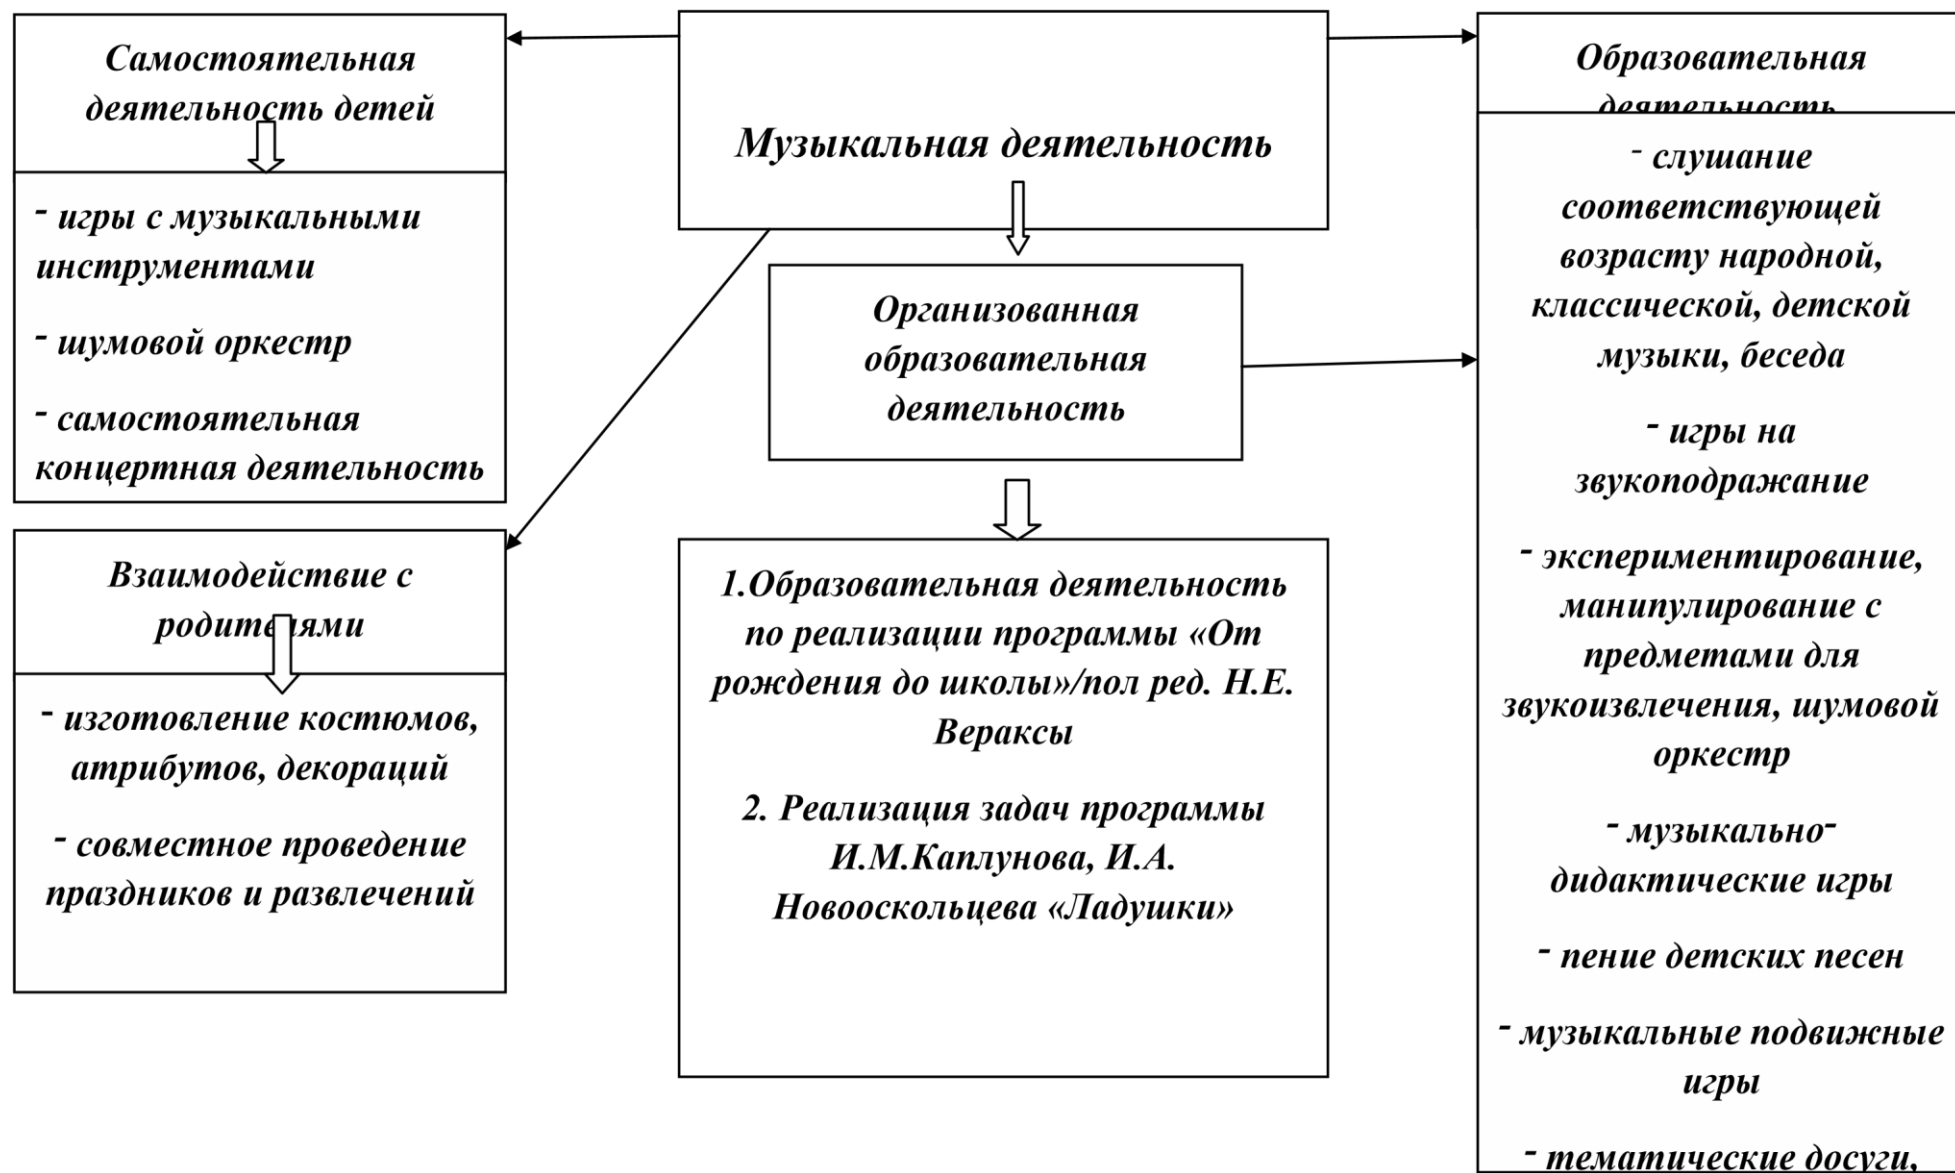 Самостоятельная
деятельность детей
- игры с музыкальными
инструментами
- шумовой оркестр
- самостоятельная
концертная деятельность
Взаимодействие с
родителями
- изготовление костюмов,
атрибутов, декораций
- совместное проведение
праздников и развлечений
Музыкальная деятельность
Организованная
образовательная
деятельность
1.Образовательная деятельность
по реализации программы «От
рождения до школы»/пол ред. Н.Е.
Вераксы
2. Реализация задач программы
И.М.Каплунова, И.А.
Новооскольцева «Ладушки»
Образовательная
деятельность
- слушание
соответствующей
возрасту народной,
классической, детской
музыки, беседа
- игры на
звукоподражание
- экспериментирование,
манипулирование с
предметами для
звукоизвлечения, шумовой
оркестр
- музыкально-
дидактические игры
- пение детских песен
- музыкальные подвижные
игры
- тематические досуги,